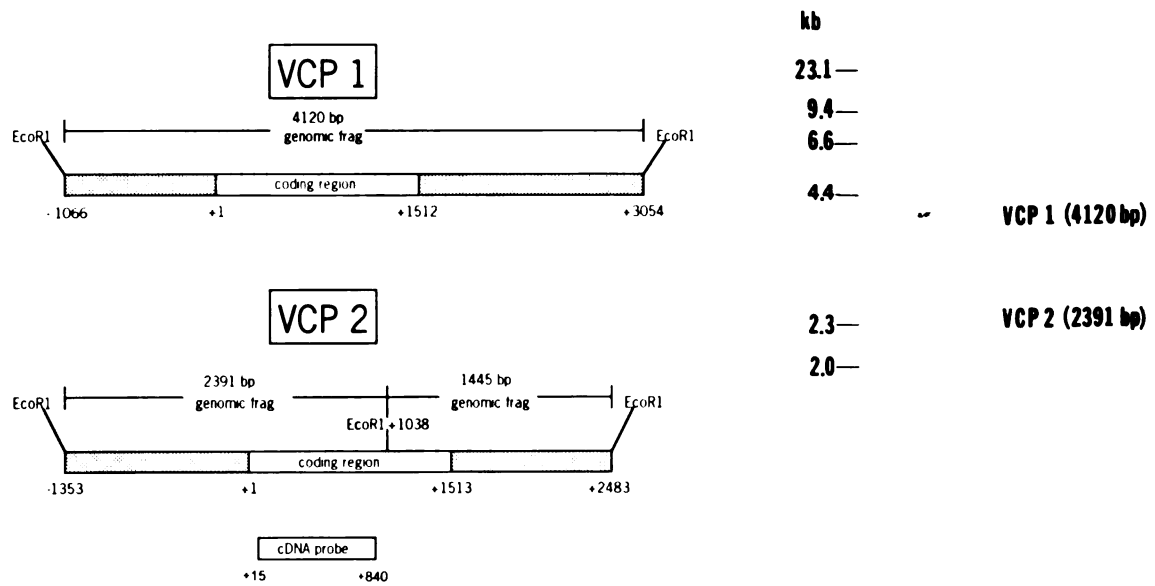 VCP 1
4120 bp
genomic frag
EcoR1
EcoR1
coding region
-1066
+1
+1512
+3054
VCP 2
2391 bp
genomic frag
1445 bp
genomic frag
EcoR1
EcoR1 +1038
EcoR1
coding region
-1353
+1
+1513
+2483
cDNA probe
+15
+840
kb
23.1—
9.4—
6.6—
4.4—
2.3—
2.0—
VCP 1 (4120 bp)
VCP 2 (2391 bp)